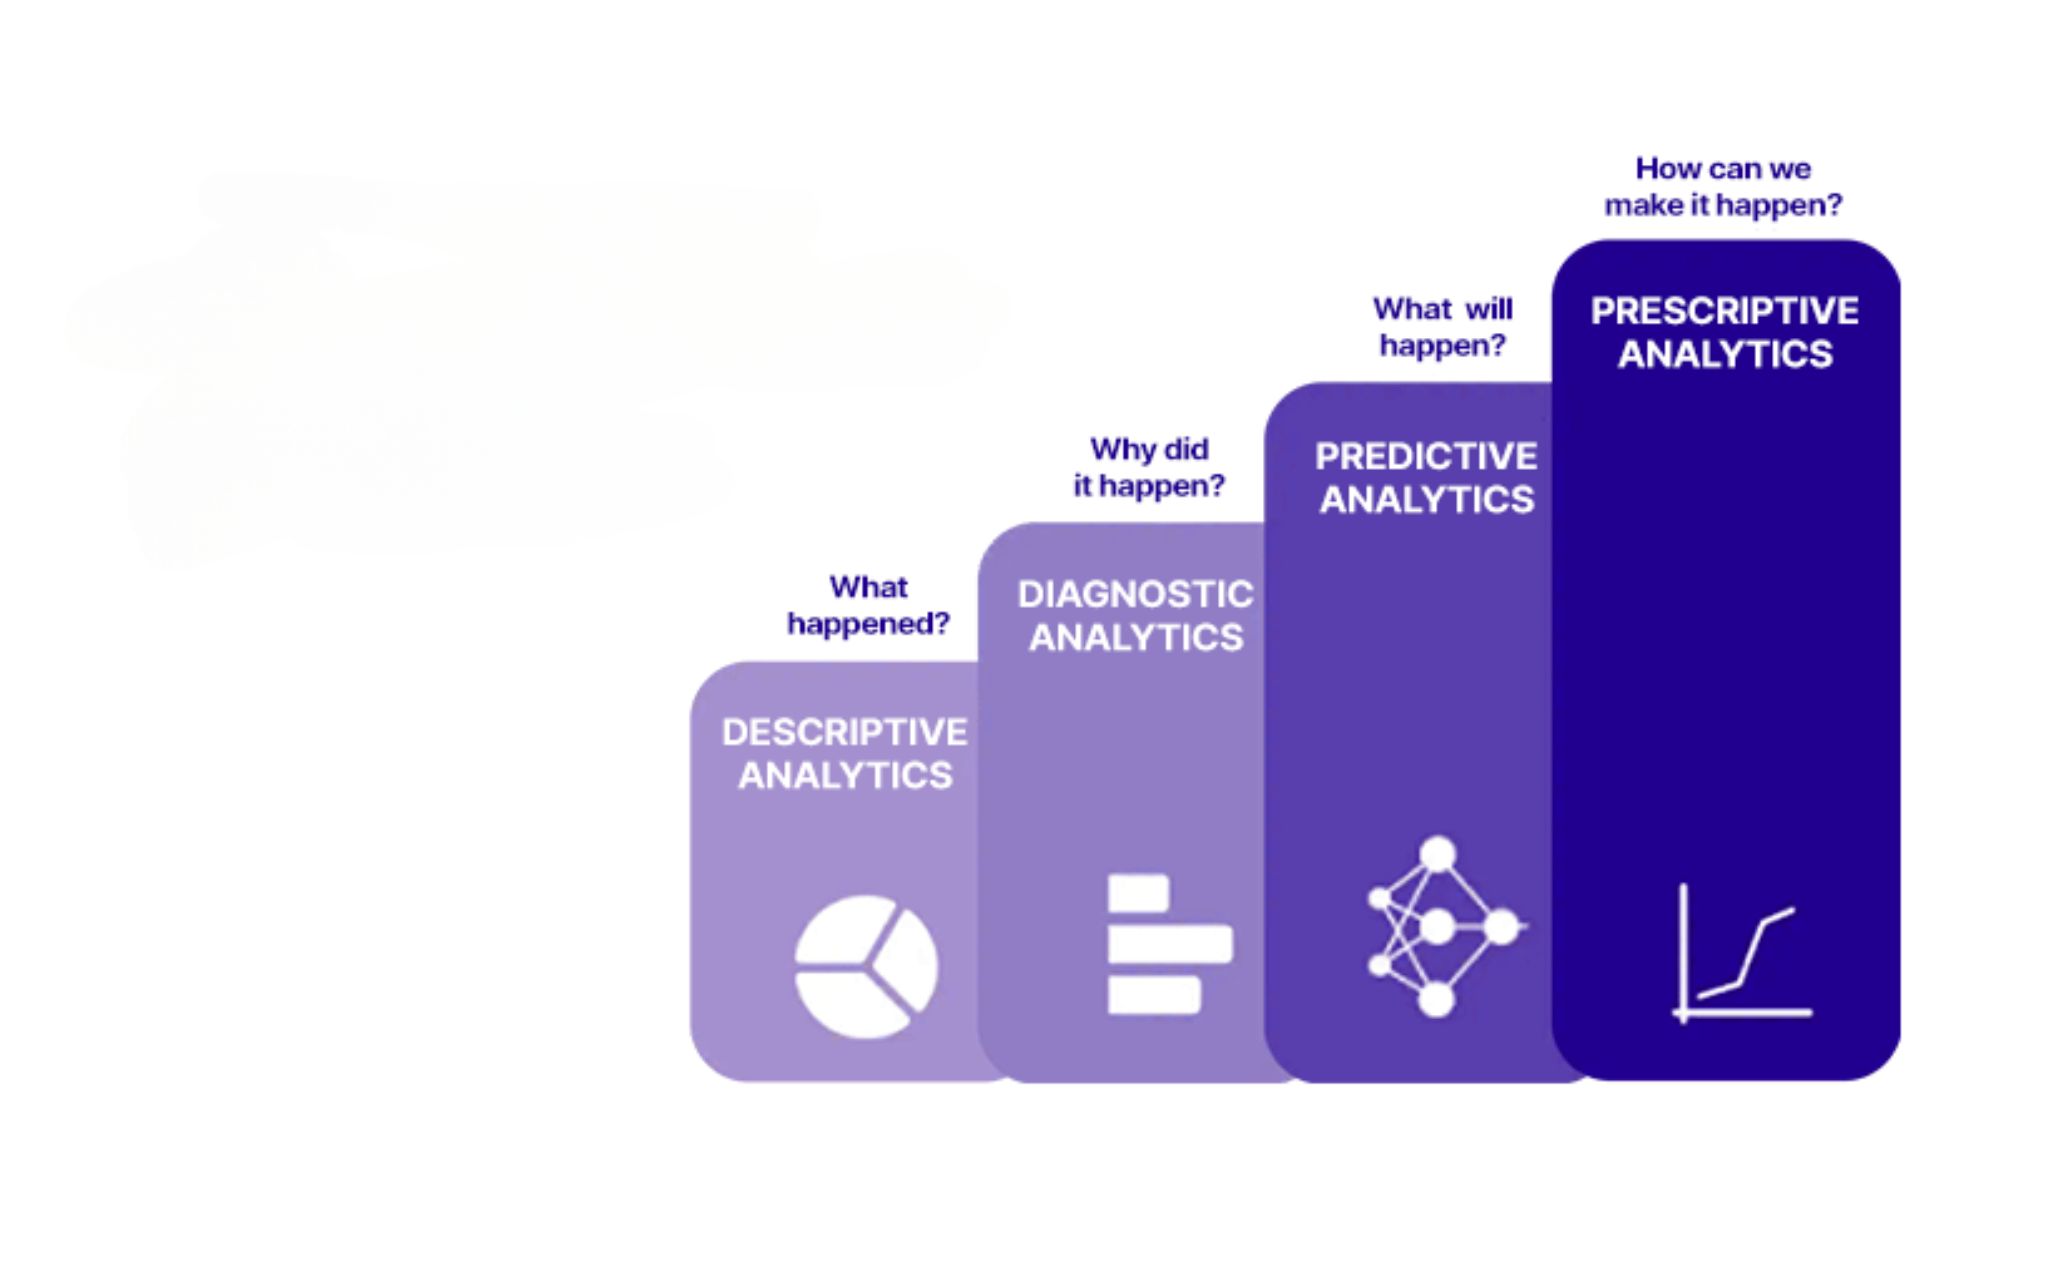 How can we
make it happen?
PRESCRIPTIVE
ANALYTICS
What will
happen?
PREDICTIVE
ANALYTICS
Why did
it happen?
DIAGNOSTIC
ANALYTICS
What
happened?
DESCRIPTIVE
ANALYTICS